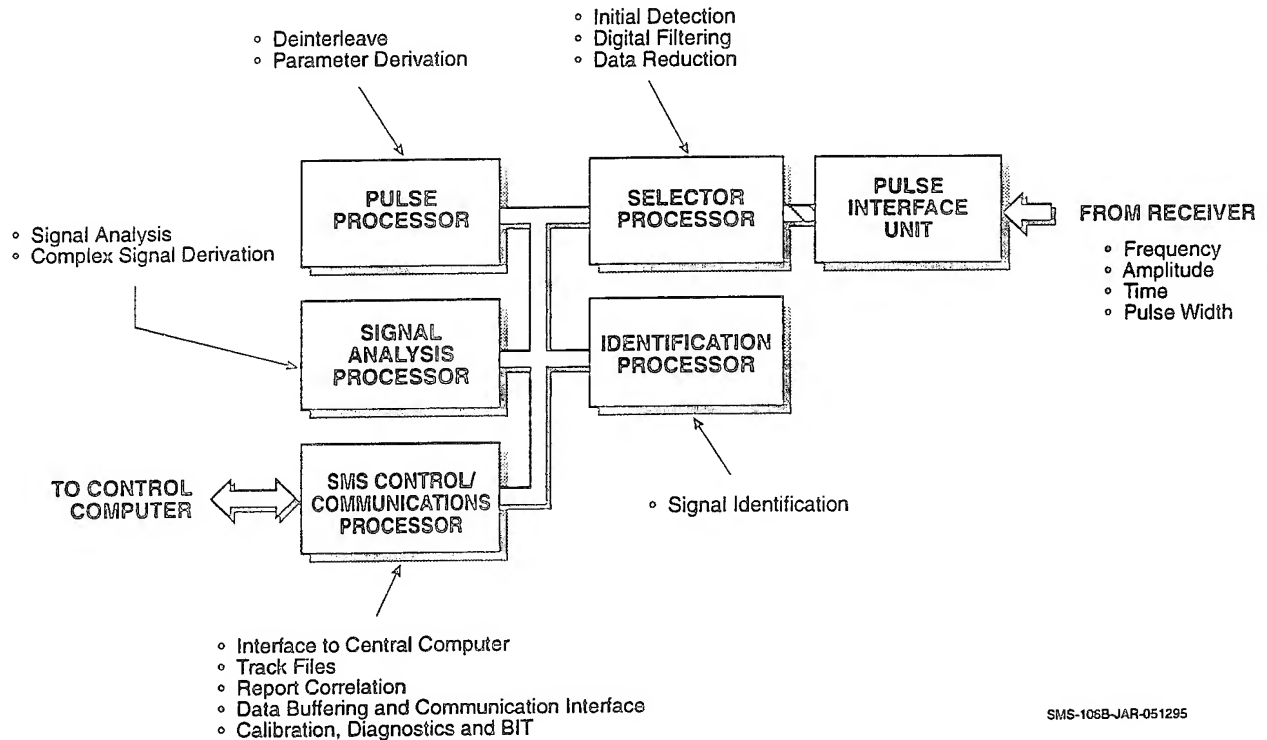 ° Initial Detection
° Digital Filtering
° Data Reduction
° Deinterleave
° Parameter Derivation
PULSE
PROCESSOR
SELECTOR
PROCESSOR
PULSE
INTERFACE
UNIT
FROM RECEIVER
° Frequency
° Amplitude
° Time
° Pulse Width
° Signal Analysis
° Complex Signal Derivation
SIGNAL
ANALYSIS
PROCESSOR
IDENTIFICATION
PROCESSOR
° Signal Identification
TO CONTROL
COMPUTER
SMS CONTROL/
COMMUNICATIONS
PROCESSOR
° Interface to Central Computer
° Track Files
° Report Correlation
° Data Buffering and Communication Interface
° Calibration, Diagnostics and BIT
SMS-106B-JAR-051295